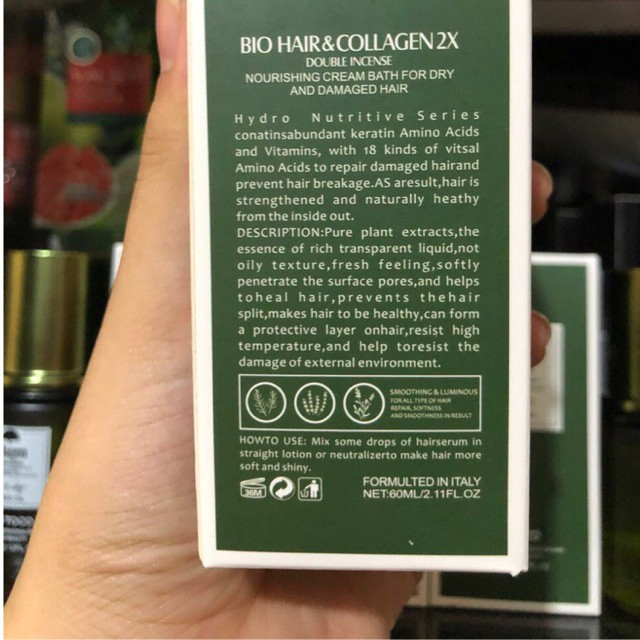 BIO HAIR&COLLAGEN 2X
DOUBLE INCENSE
NOURISHING CREAM BATH FOR DRY
AND DAMAGED HAIR
Hydro Nutritive Series
conatinsabundant keratin Amino Acids
and Vitamins, with 18 kinds of vitsal
Amino Acids to repair damaged hairand
prevent hair breakage.AS aresult,hair is
strengthened and naturally heathy
from the inside out.
DESCRIPTION:Pure plant extracts,the
essence of rich transparent liquid,not
oily texture,fresh feeling,softly
penetrate the surface pores,and helps
toheal hair,prevents thehair
split,makes hair to be healthy,can form
a protective layer onhair,resist high
temperature,and help toresist the
damage of external environment.
SMOOTHING & LUMINOUS
FOR ALL TYPE OF HAIR
REPAIR, SOFTNESS
AND SMOOTHNESS IN RESULT
HOWTO USE: Mix some drops of hairserum in
straight lotion or neutralizerto make hair more
soft and shiny.
36M
FORMULTED IN ITALY
NET:60ML/2.11FL.OZ